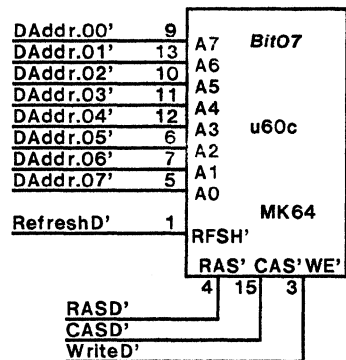 DAddr.00' 9 A7 Bit07
DAddr.01' 13 A6
DAddr.02' 10 A5
DAddr.03' 11 A4
DAddr.04' 12 A3 u60c
DAddr.05' 6 A2
DAddr.06' 7 A1
DAddr.07' 5 A0
MK64
RefreshD' 1 RFSH'
RAS' CAS' WE'
4 15 3
RASD'
CASD'
WriteD'